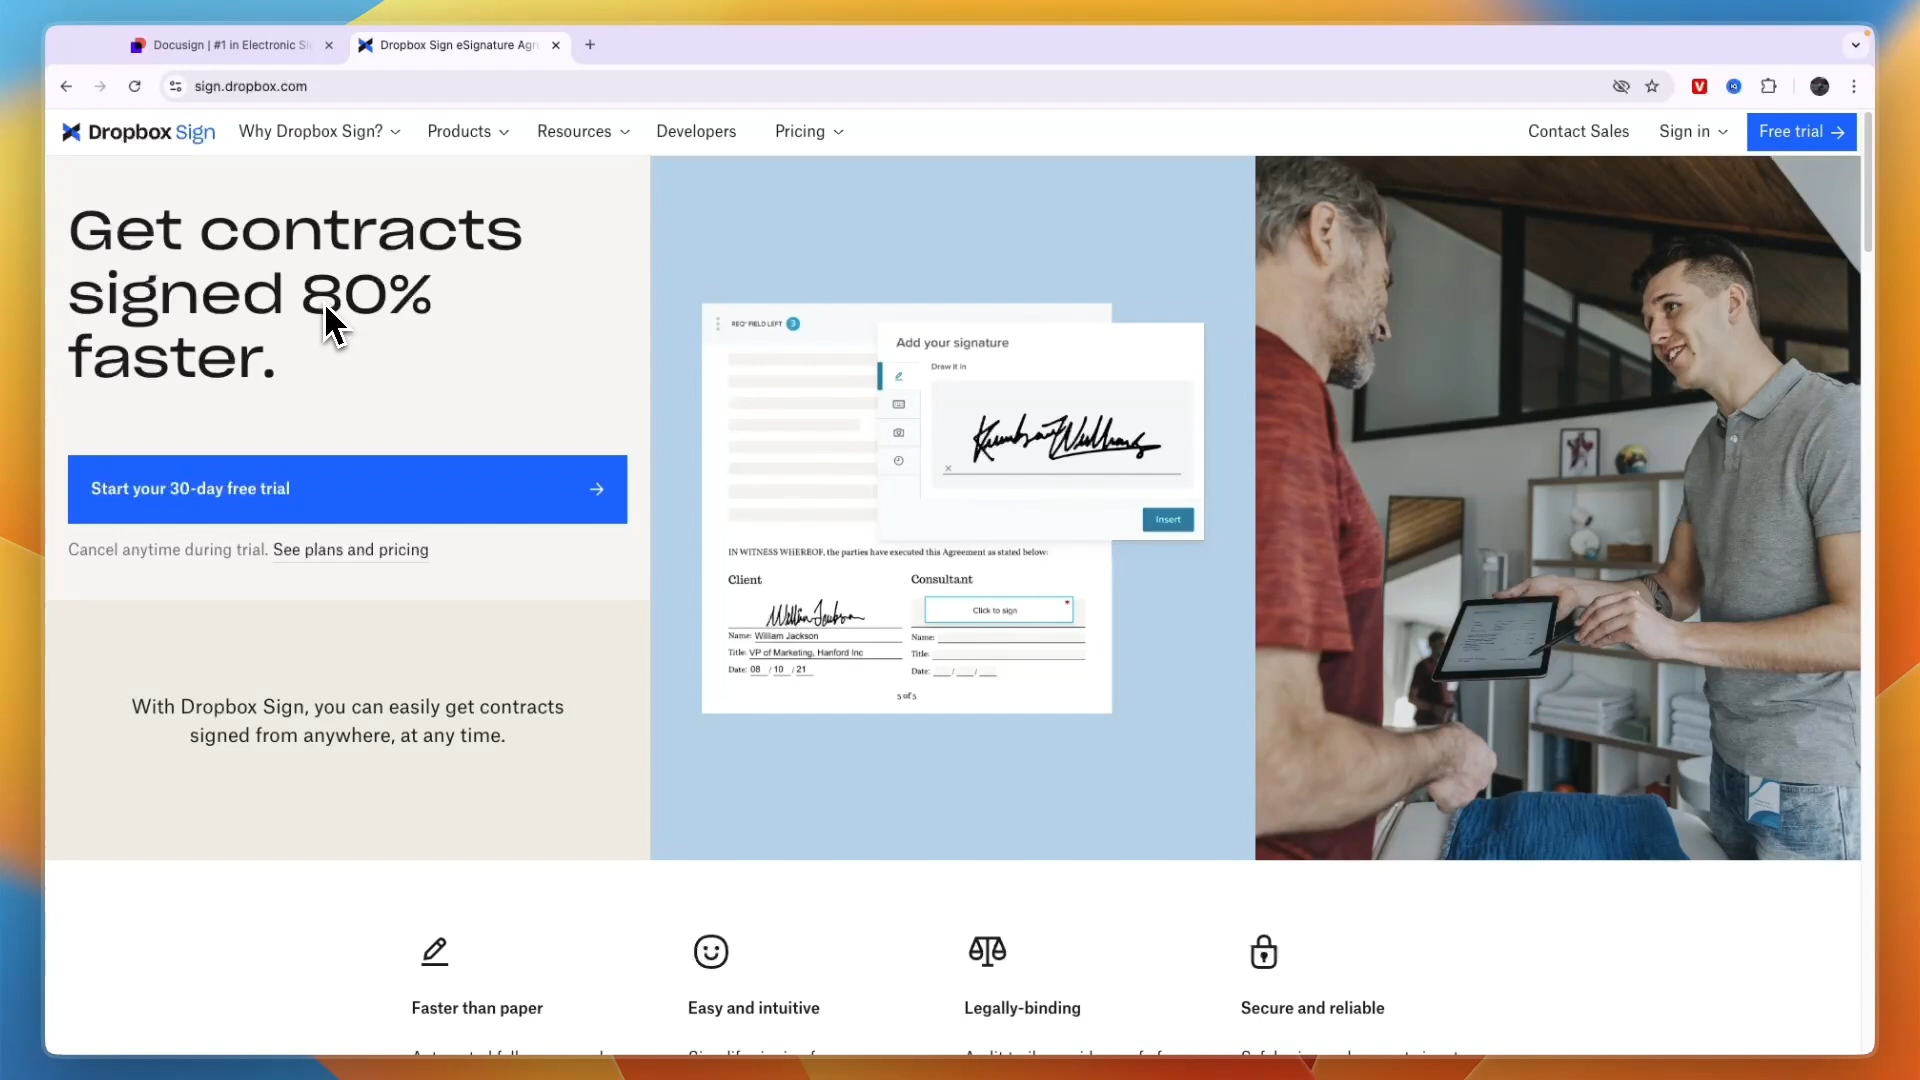 Docusign | #1 in Electronic Si
Dropbox Sign eSignature Agr
sign.dropbox.com
Dropbox Sign
Why Dropbox Sign?
Products
Resources
Developers
Pricing
Contact Sales
Sign in
Free trial
Get contracts
signed 80%
faster.
Start your 30-day free trial
Cancel anytime during trial. See plans and pricing
With Dropbox Sign, you can easily get contracts
signed from anywhere, at any time.
REQ' FIELD LEFT 3
Add your signature
Draw it in
Insert
IN WITNESS WHEREOF, the parties have executed this Agreement as stated below:
Client
Consultant
William Jackson
Click to sign
Name: William Jackson
Name:
Title: VP of Marketing, Hanford Inc
Title:
Date: 08 / 10 / 21
Date: / /
5 of 5
Faster than paper
Easy and intuitive
Legally-binding
Secure and reliable